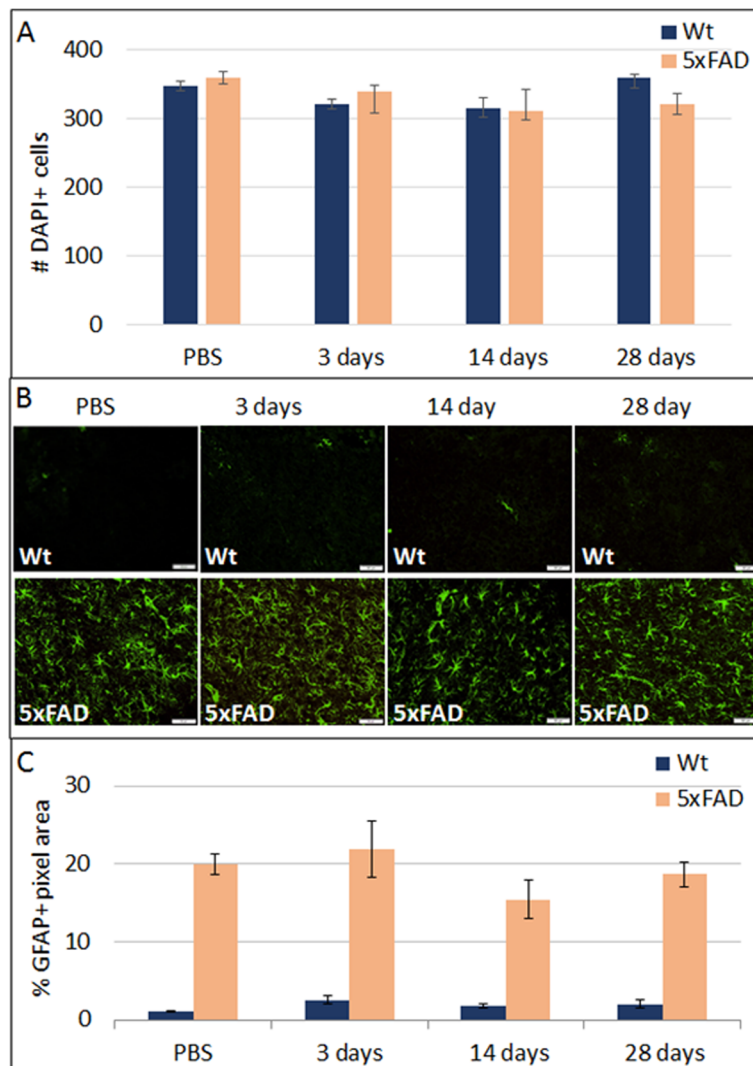 A
Wt
5xFAD
# DAPI+ cells
400
300
200
100
0
PBS 3 days 14 days 28 days
B
PBS 3 days 14 day 28 day
Wt Wt Wt Wt
5xFAD 5xFAD 5xFAD 5xFAD
C
Wt
5xFAD
% GFAP+ pixel area
30
20
10
0
PBS 3 days 14 days 28 days